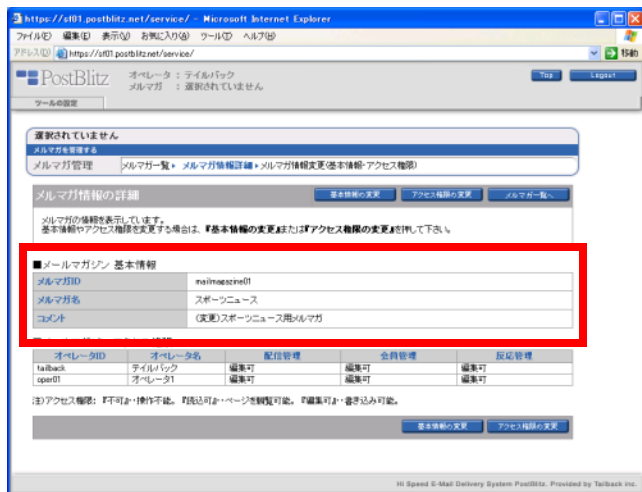 https://sf01.postblitz.net/service/ - Microsoft Internet Explorer
ファイル(F) 編集(E) 表示(V) お気に入り(A) ツール(T) ヘルプ(H)
アドレス(D) https://sf01.postblitz.net/service/ 移動
PostBlitz オペレータ : テイルバック Top Logout
メルマガ : 選択されていません
ツールの設定
選択されていません
メルマガを管理する
メルマガ管理 メルマガ一覧 メルマガ情報詳細 メルマガ情報変更(基本情報・アクセス権限)
メルマガ情報の詳細 基本情報の変更 アクセス権限の変更 メルマガ一覧へ
メルマガの情報を表示しています。
基本情報やアクセス権限を変更する場合は、『基本情報の変更』または『アクセス権限の変更』を押して下さい。
■メールマガジン 基本情報
メルマガID mailmagazine01
メルマガ名 スポーツニュース
コメント (変更)スポーツニュース用メルマガ
オペレータID オペレータ名 配信管理 会員管理 反応管理
tailback テイルバック 編集可 編集可 編集可
oper01 オペレータ1 編集可 編集可 編集可
注)アクセス権限: 『不可』・・操作不能。『読込可』・・ページを観覧可能。『編集可』・・書き込み可能。
基本情報の変更 アクセス権限の変更
Hi Speed E-Mail Delivery System PostBlitz. Provided by Tailback inc.